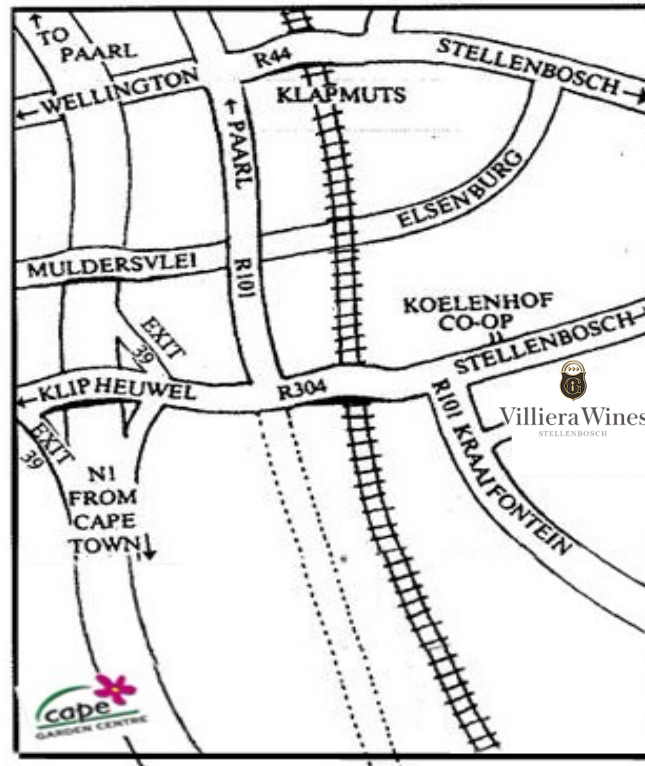 TO
PAARL
WELLINGTON
R44
STELLENBOSCH
KLAPMUTS
PAARL
ELSENBURG
MULDERSVLEI
R101
KOELENHOF
CO-OP
EXIT
39
STELLENBOSCH
KLIPHEUWEL
R304
R101 KRAAIFONTEIN
G
Villiera Wines
STELLENBOSCH
EXIT
39
N1
FROM
CAPE
TOWN
cape
GARDEN CENTRE